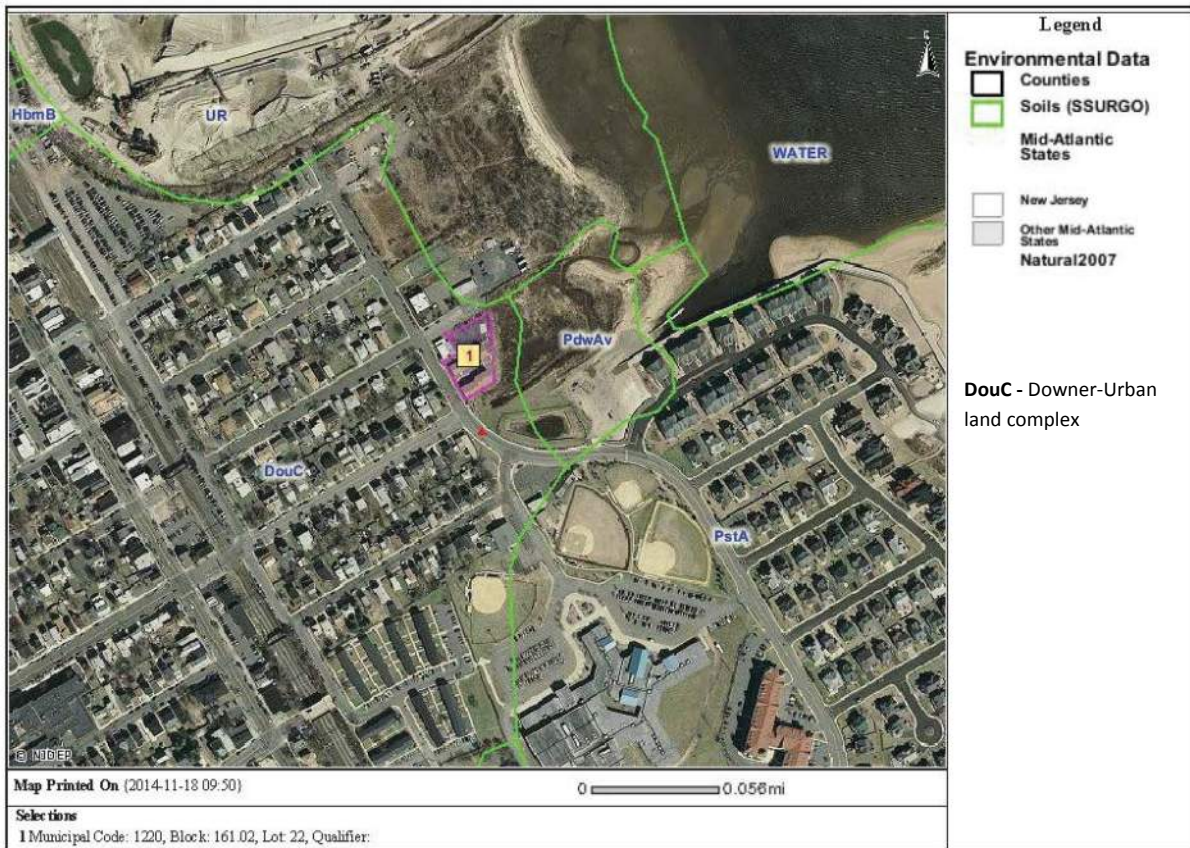 HbmB
UR
WATER
PdwAv
1
DouC
PstA
© NJDEP
Legend
Environmental Data
Counties
Soils (SSURGO)
Mid-Atlantic
States
New Jersey
Other Mid-Atlantic
States
Natural2007
DouC - Downer-Urban
land complex
Map Printed On (2014-11-18 09:50)
0 0.056mi
Selections
1 Municipal Code: 1220, Block: 161.02, Lot: 22, Qualifier: